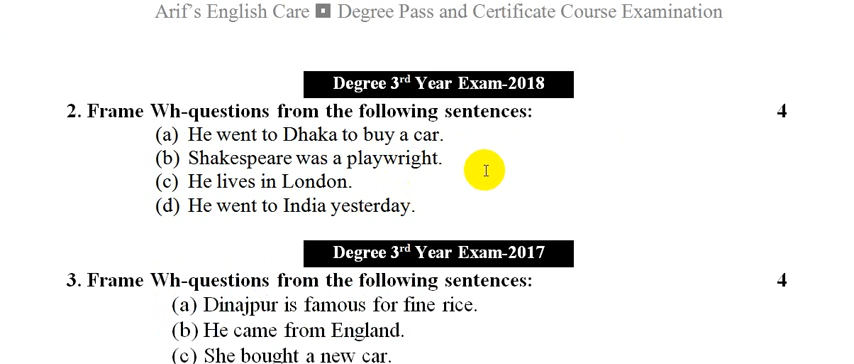 Arif's English Care ◘ Degree Pass and Certificate Course Examination
Degree 3rd Year Exam-2018
2. Frame Wh-questions from the following sentences: 4
(a) He went to Dhaka to buy a car.
(b) Shakespeare was a playwright.
(c) He lives in London.
(d) He went to India yesterday.
Degree 3rd Year Exam-2017
3. Frame Wh-questions from the following sentences: 4
(a) Dinajpur is famous for fine rice.
(b) He came from England.
(c) She bought a new car.